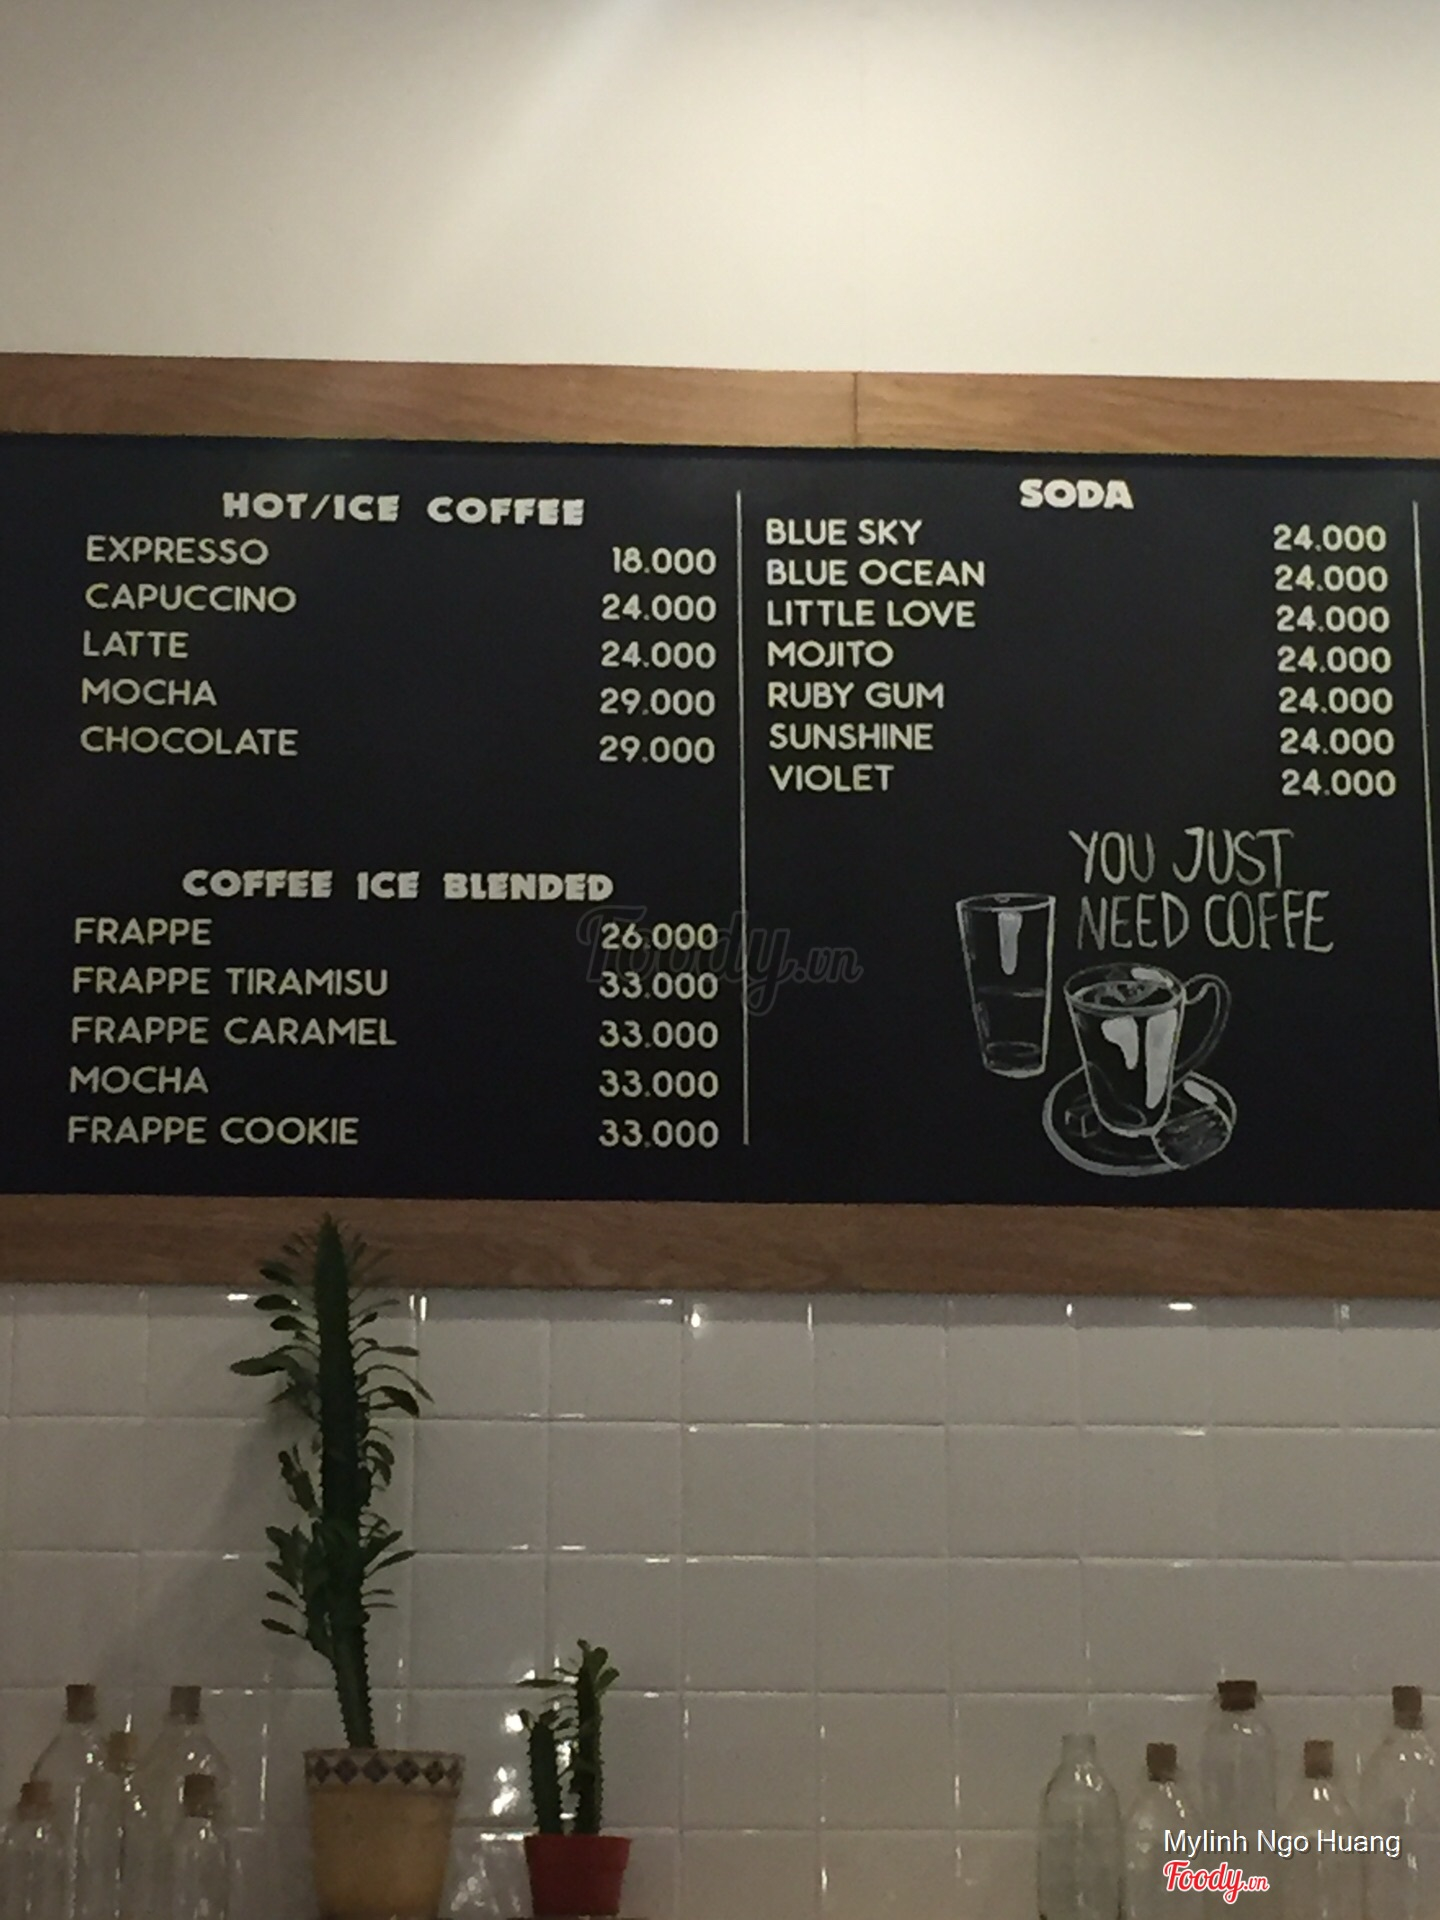 HOT/ICE COFFEE
EXPRESSO 18.000
CAPUCCINO 24.000
LATTE 24.000
MOCHA 29.000
CHOCOLATE 29.000
COFFEE ICE BLENDED
FRAPPE 26.000
FRAPPE TIRAMISU 33.000
FRAPPE CARAMEL 33.000
MOCHA 33.000
FRAPPE COOKIE 33.000
SODA
BLUE SKY 24.000
BLUE OCEAN 24.000
LITTLE LOVE 24.000
MOJITO 24.000
RUBY GUM 24.000
SUNSHINE 24.000
VIOLET 24.000
YOU JUST
NEED COFFE
Foody.vn
Mylinh Ngo Huang
Foody.vn